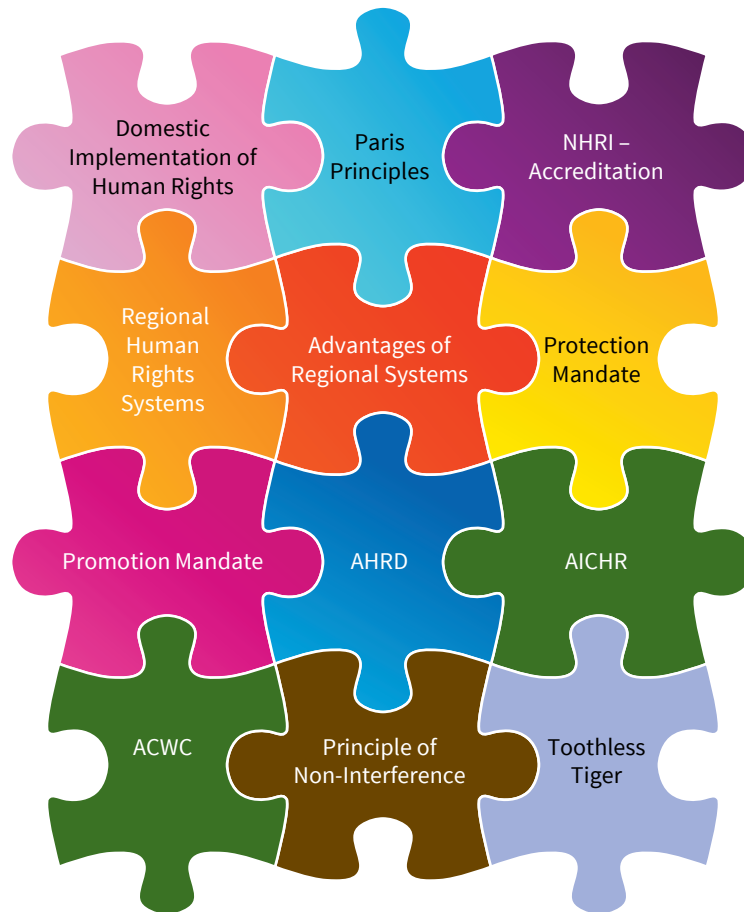 Domestic
Implementation of
Human Rights
Paris
Principles
NHRI –
Accreditation
Regional
Human
Rights
Systems
Advantages of
Regional Systems
Protection
Mandate
Promotion Mandate
AHRD
AICHR
ACWC
Principle of
Non-Interference
Toothless
Tiger